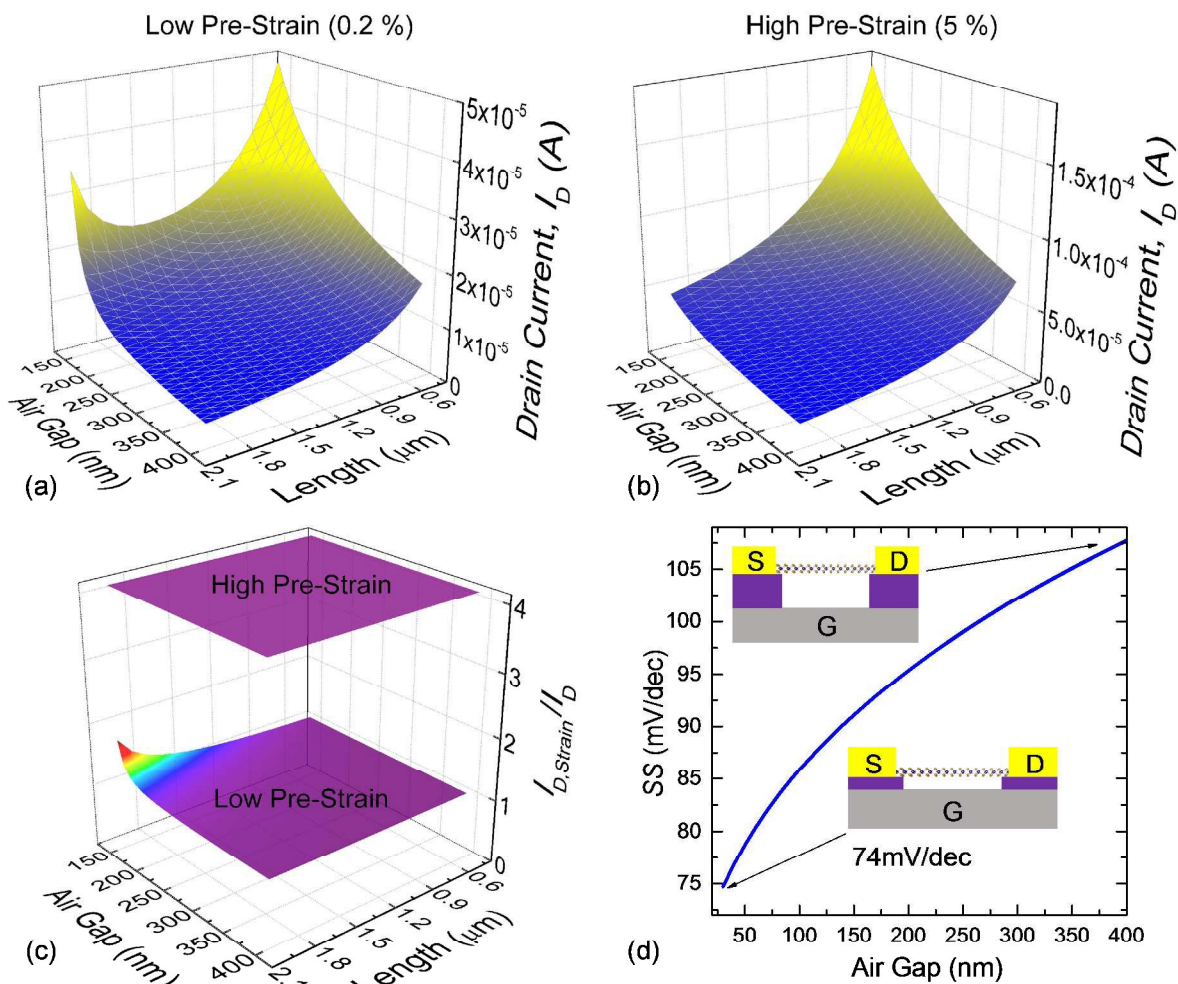 Low Pre-Strain (0.2 %)
5x10-5
4x10-5
3x10-5
2x10-5
1x10-5
0
Drain Current, ID (A)
150
200
250
300
350
400
Air Gap (nm)
2.1
1.8
1.5
1.2
0.9
0.6
Length (μm)
(a)
High Pre-Strain (5 %)
1.5x10-4
1.0x10-4
5.0x10-5
0.0
Drain Current, ID (A)
150
200
250
300
350
400
Air Gap (nm)
2.1
1.8
1.5
1.2
0.9
0.6
Length (μm)
(b)
High Pre-Strain
Low Pre-Strain
4
3
2
1
0
ID,Strain/ID
150
200
250
300
350
400
Air Gap (nm)
1.8
1.5
1.2
0.9
0.6
Length (μm)
(c)
105
100
95
90
85
80
75
SS (mV/dec)
S D
G
S D
G
74mV/dec
50 100 150 200 250 300 350 400
Air Gap (nm)
(d)